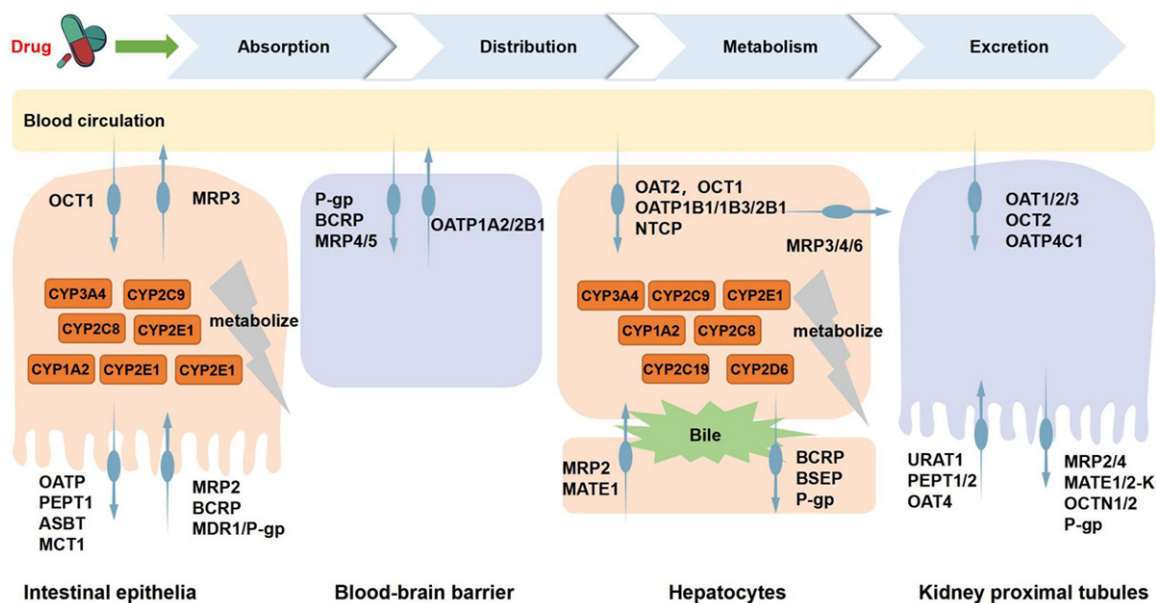 Drug
Absorption
Distribution
Metabolism
Excretion
Blood circulation
OCT1
MRP3
CYP3A4
CYP2C9
CYP2C8
CYP2E1
CYP1A2
CYP2E1
CYP2E1
metabolize
OATP
PEPT1
ASBT
MCT1
MRP2
BCRP
MDR1/P-gp
Intestinal epithelia
P-gp
BCRP
MRP4/5
OATP1A2/2B1
Blood-brain barrier
OAT2, OCT1
OATP1B1/1B3/2B1
NTCP
MRP3/4/6
CYP3A4
CYP2C9
CYP2E1
CYP1A2
CYP2C8
CYP2C19
CYP2D6
metabolize
Bile
MRP2
MATE1
BCRP
BSEP
P-gp
Hepatocytes
OAT1/2/3
OCT2
OATP4C1
URAT1
PEPT1/2
OAT4
MRP2/4
MATE1/2-K
OCTN1/2
P-gp
Kidney proximal tubules